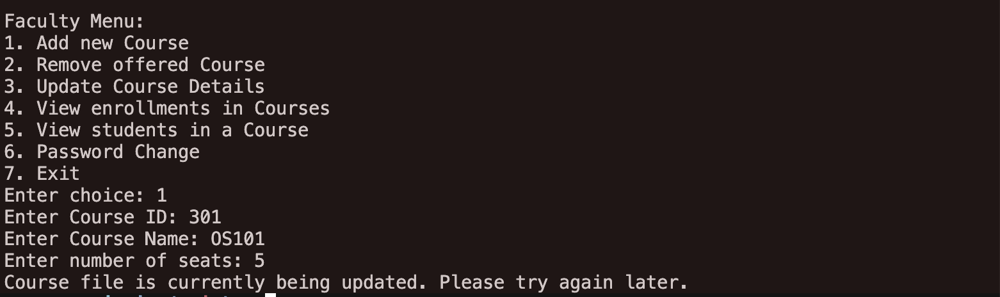 Faculty Menu:
1. Add new Course
2. Remove offered Course
3. Update Course Details
4. View enrollments in Courses
5. View students in a Course
6. Password Change
7. Exit
Enter choice: 1
Enter Course ID: 301
Enter Course Name: OS101
Enter number of seats: 5
Course file is currently being updated. Please try again later.